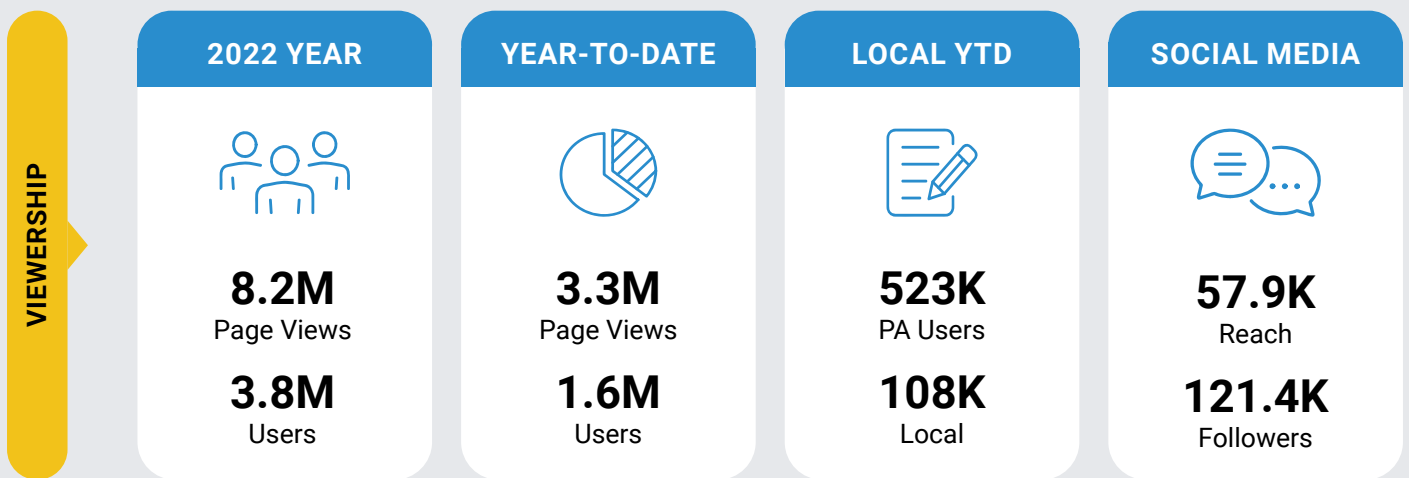 VIEWERSHIP
2022 YEAR
8.2M
Page Views
3.8M
Users
YEAR-TO-DATE
3.3M
Page Views
1.6M
Users
LOCAL YTD
523K
PA Users
108K
Local
SOCIAL MEDIA
57.9K
Reach
121.4K
Followers